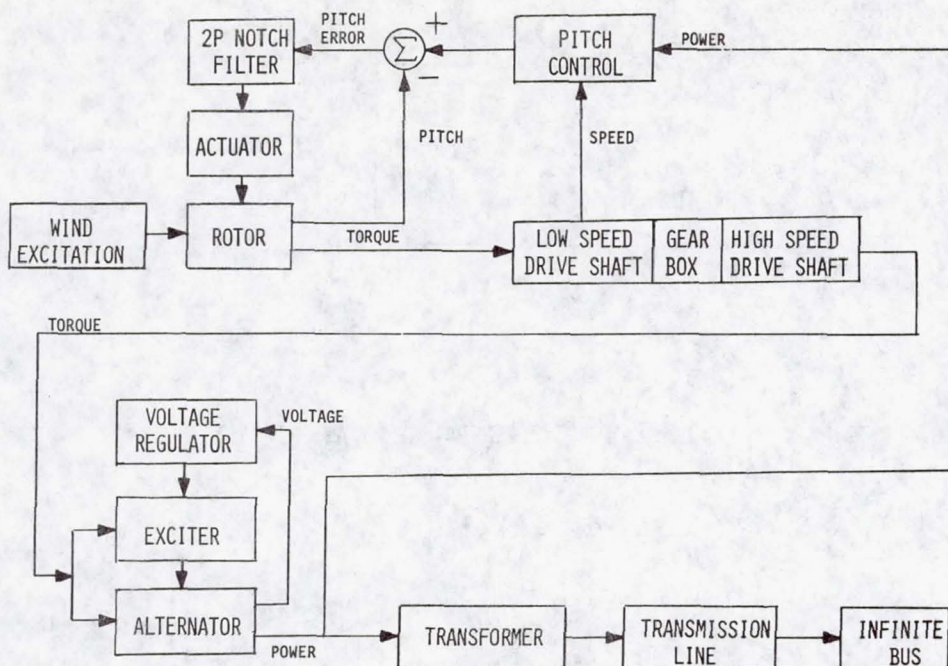 PITCH
ERROR
+
2P NOTCH
FILTER
Σ
−
PITCH
CONTROL
POWER
ACTUATOR
PITCH
SPEED
WIND
EXCITATION
ROTOR
TORQUE
LOW SPEED
DRIVE SHAFT
GEAR
BOX
HIGH SPEED
DRIVE SHAFT
TORQUE
VOLTAGE
REGULATOR
VOLTAGE
EXCITER
ALTERNATOR
POWER
TRANSFORMER
TRANSMISSION
LINE
INFINITE
BUS